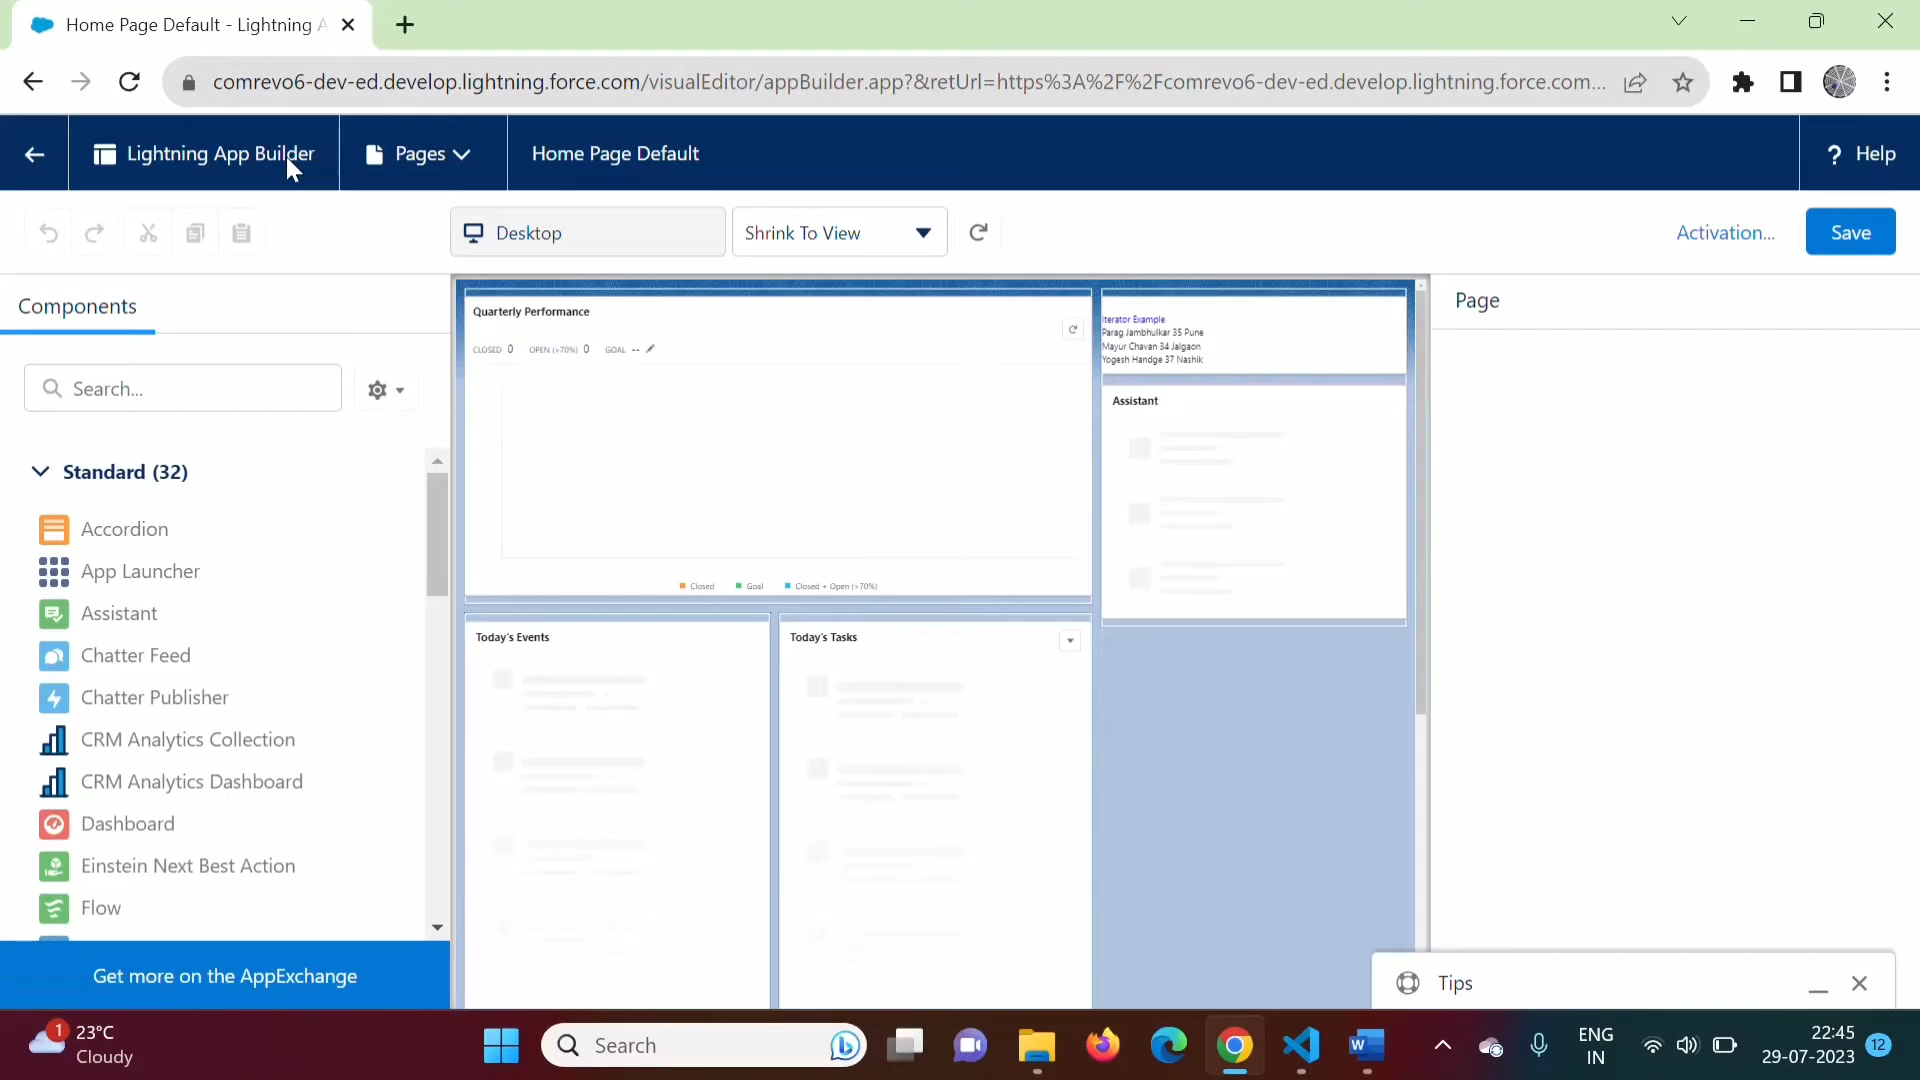 Home Page Default - Lightning A
comrevo6-dev-ed.develop.lightning.force.com/visualEditor/appBuilder.app?&retUrl=https%3A%2F%2Fcomrevo6-dev-ed.develop.lightning.force.com...
Lightning App Builder
Pages
Home Page Default
? Help
Desktop
Shrink To View
Activation...
Save
Components
Search...
Standard (32)
Accordion
App Launcher
Assistant
Chatter Feed
Chatter Publisher
CRM Analytics Collection
CRM Analytics Dashboard
Dashboard
Einstein Next Best Action
Flow
Get more on the AppExchange
Quarterly Performance
CLOSED 0 OPEN (>70%) 0 GOAL --
Closed Goal Closed + Open (>70%)
Today's Events
Today's Tasks
Iterator Example
Parag Jambhulkar 35 Pune
Mayur Chavan 34 Jalgaon
Yogesh Handge 37 Nashik
Assistant
Page
Tips
1
23°C
Cloudy
Search
ENG
IN
22:45
29-07-2023
12